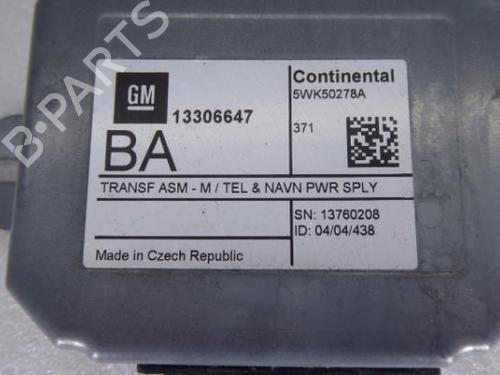 B-PARTS
GM
13306647
BA
Continental
5WK50278A
371
TRANSF ASM - M / TEL & NAVN PWR SPLY
SN: 13760208
ID: 04/04/438
Made in Czech Republic